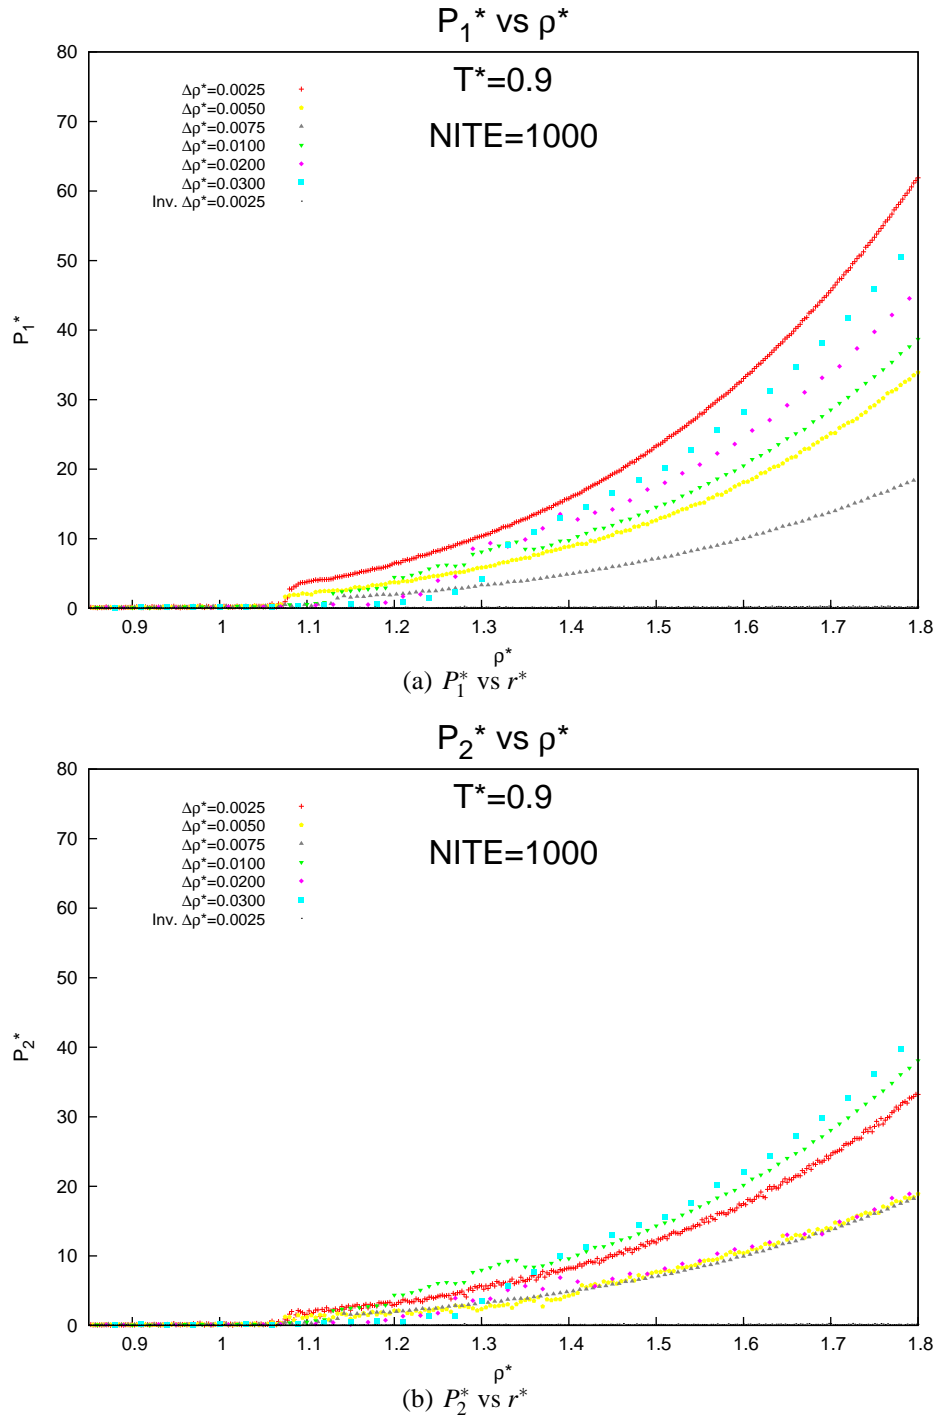 P₁* vs ρ*
T*=0.9
NITE=1000
Δρ*=0.0025
Δρ*=0.0050
Δρ*=0.0075
Δρ*=0.0100
Δρ*=0.0200
Δρ*=0.0300
Inv. Δρ*=0.0025
80
70
60
50
40
30
20
10
0
P₁*
0.9 1 1.1 1.2 1.3 1.4 1.5 1.6 1.7 1.8
ρ*
(a) P₁* vs r*
P₂* vs ρ*
T*=0.9
NITE=1000
Δρ*=0.0025
Δρ*=0.0050
Δρ*=0.0075
Δρ*=0.0100
Δρ*=0.0200
Δρ*=0.0300
Inv. Δρ*=0.0025
80
70
60
50
40
30
20
10
0
P₂*
0.9 1 1.1 1.2 1.3 1.4 1.5 1.6 1.7 1.8
ρ*
(b) P₂* vs r*